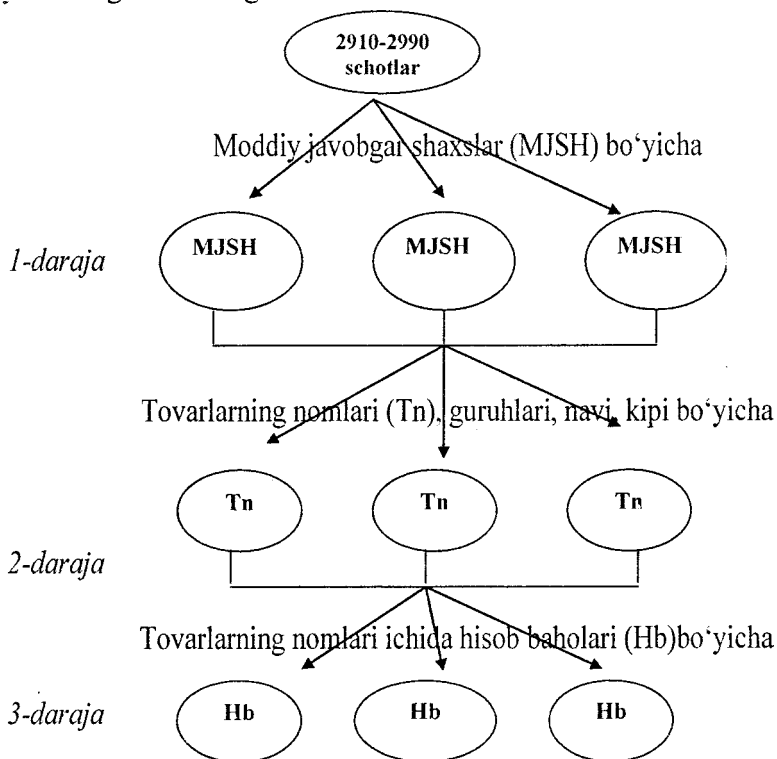 2910-2990
schotlar
Moddiy javobgar shaxslar (MJSH) bo‘yicha
MJSH MJSH MJSH
1-daraja
Tovarlarning nomlari (Tn), guruhlari, navi, kipi bo‘yicha
Tn Tn Tn
2-daraja
Tovarlarning nomlari ichida hisob baholari (Hb)bo‘yicha
3-daraja Hb Hb Hb